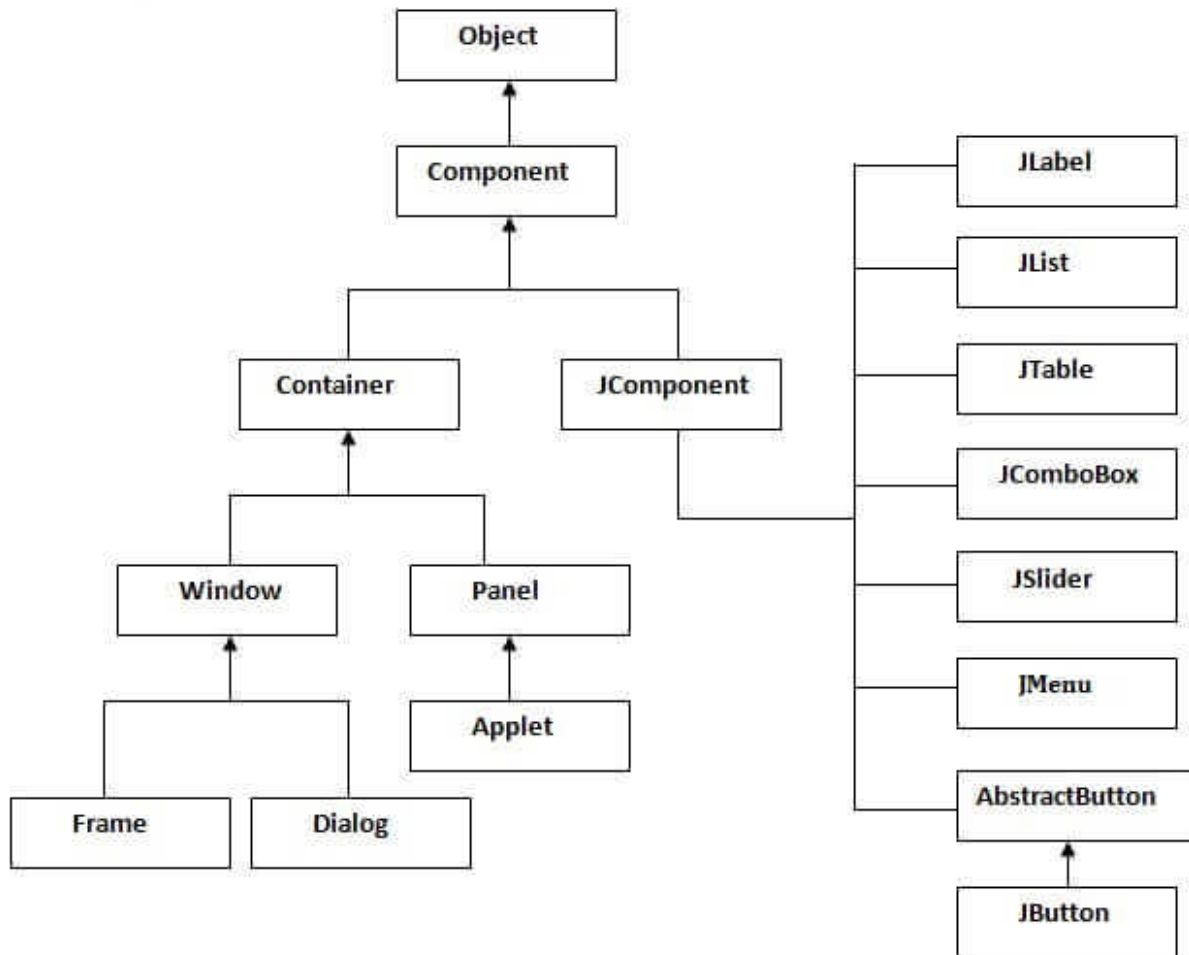 Object
Component
Container
JComponent
Window
Panel
Applet
Frame
Dialog
JLabel
JList
JTable
JComboBox
JSlider
JMenu
AbstractButton
JButton